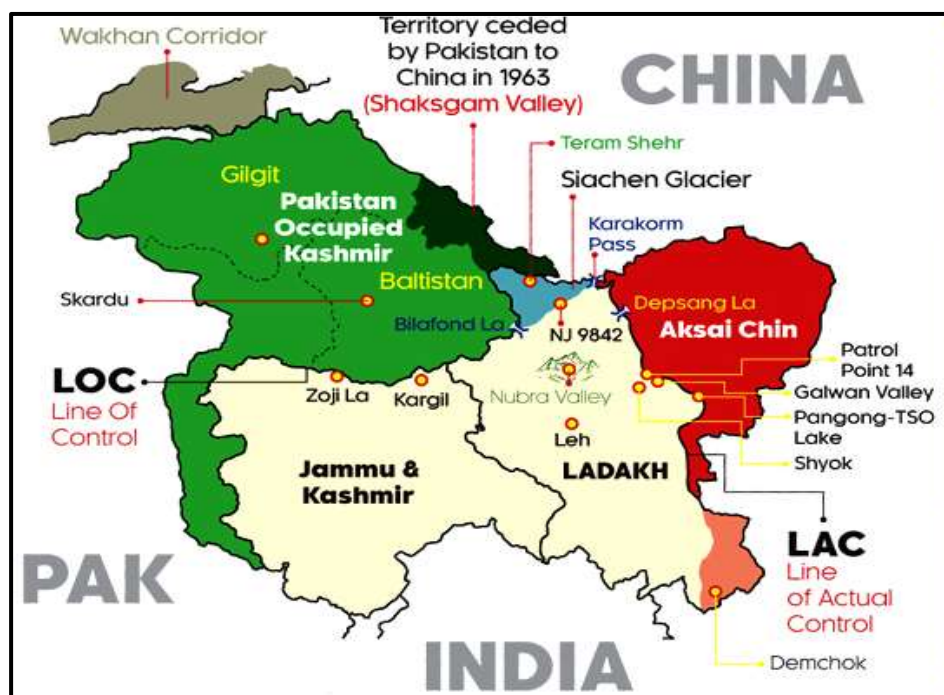 Wakhan Corridor
Territory ceded
by Pakistan to
China in 1963
(Shaksgam Valley)
CHINA
Teram Shehr
Siachen Glacier
Karakorm
Pass
Gilgit
Pakistan
Occupied
Kashmir
Baltistan
Skardu
Bilafond La
NJ 9842
Depsang La
Aksai Chin
LOC
Line Of
Control
Zoji La
Kargil
Nubra Valley
Leh
Patrol
Point 14
Galwan Valley
Pangong-TSO
Lake
Shyok
Jammu &
Kashmir
LADAKH
LAC
Line
of Actual
Control
PAK
INDIA
Demchok